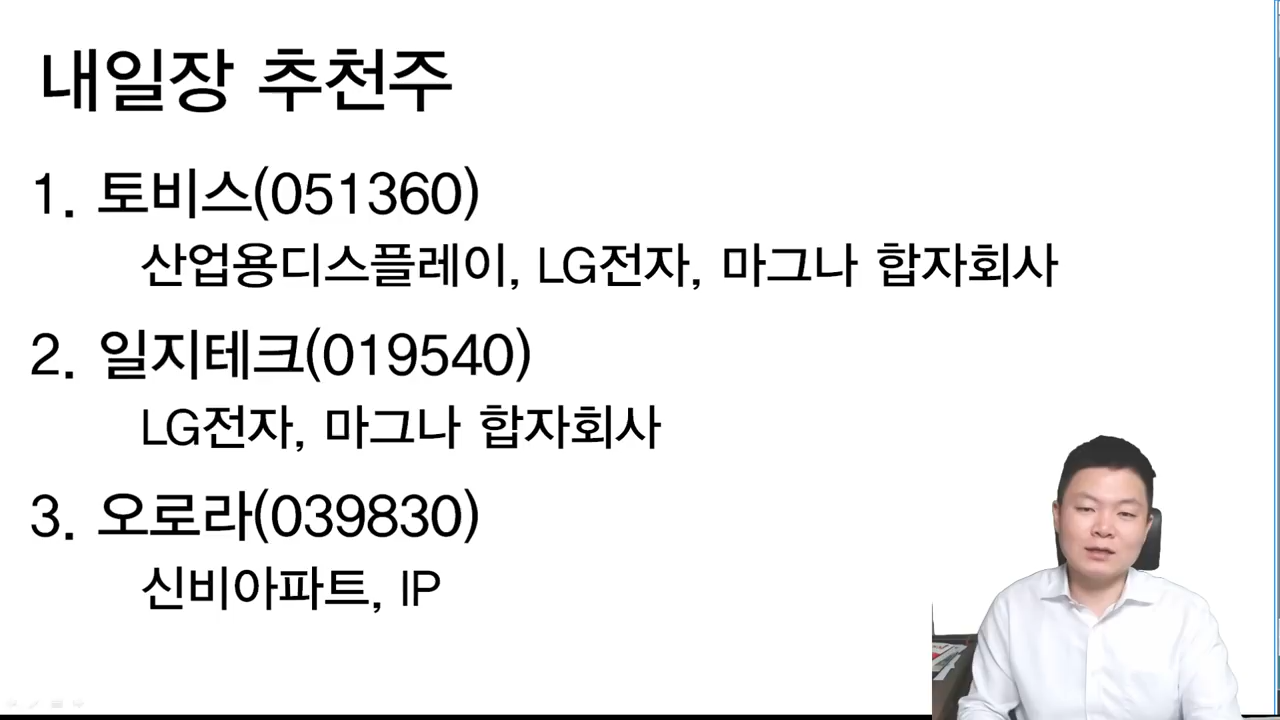 내일장 추천주
1. 토비스(051360)
산업용디스플레이, LG전자, 마그나 합자회사
2. 일지테크(019540)
LG전자, 마그나 합자회사
3. 오로라(039830)
신비아파트, IP